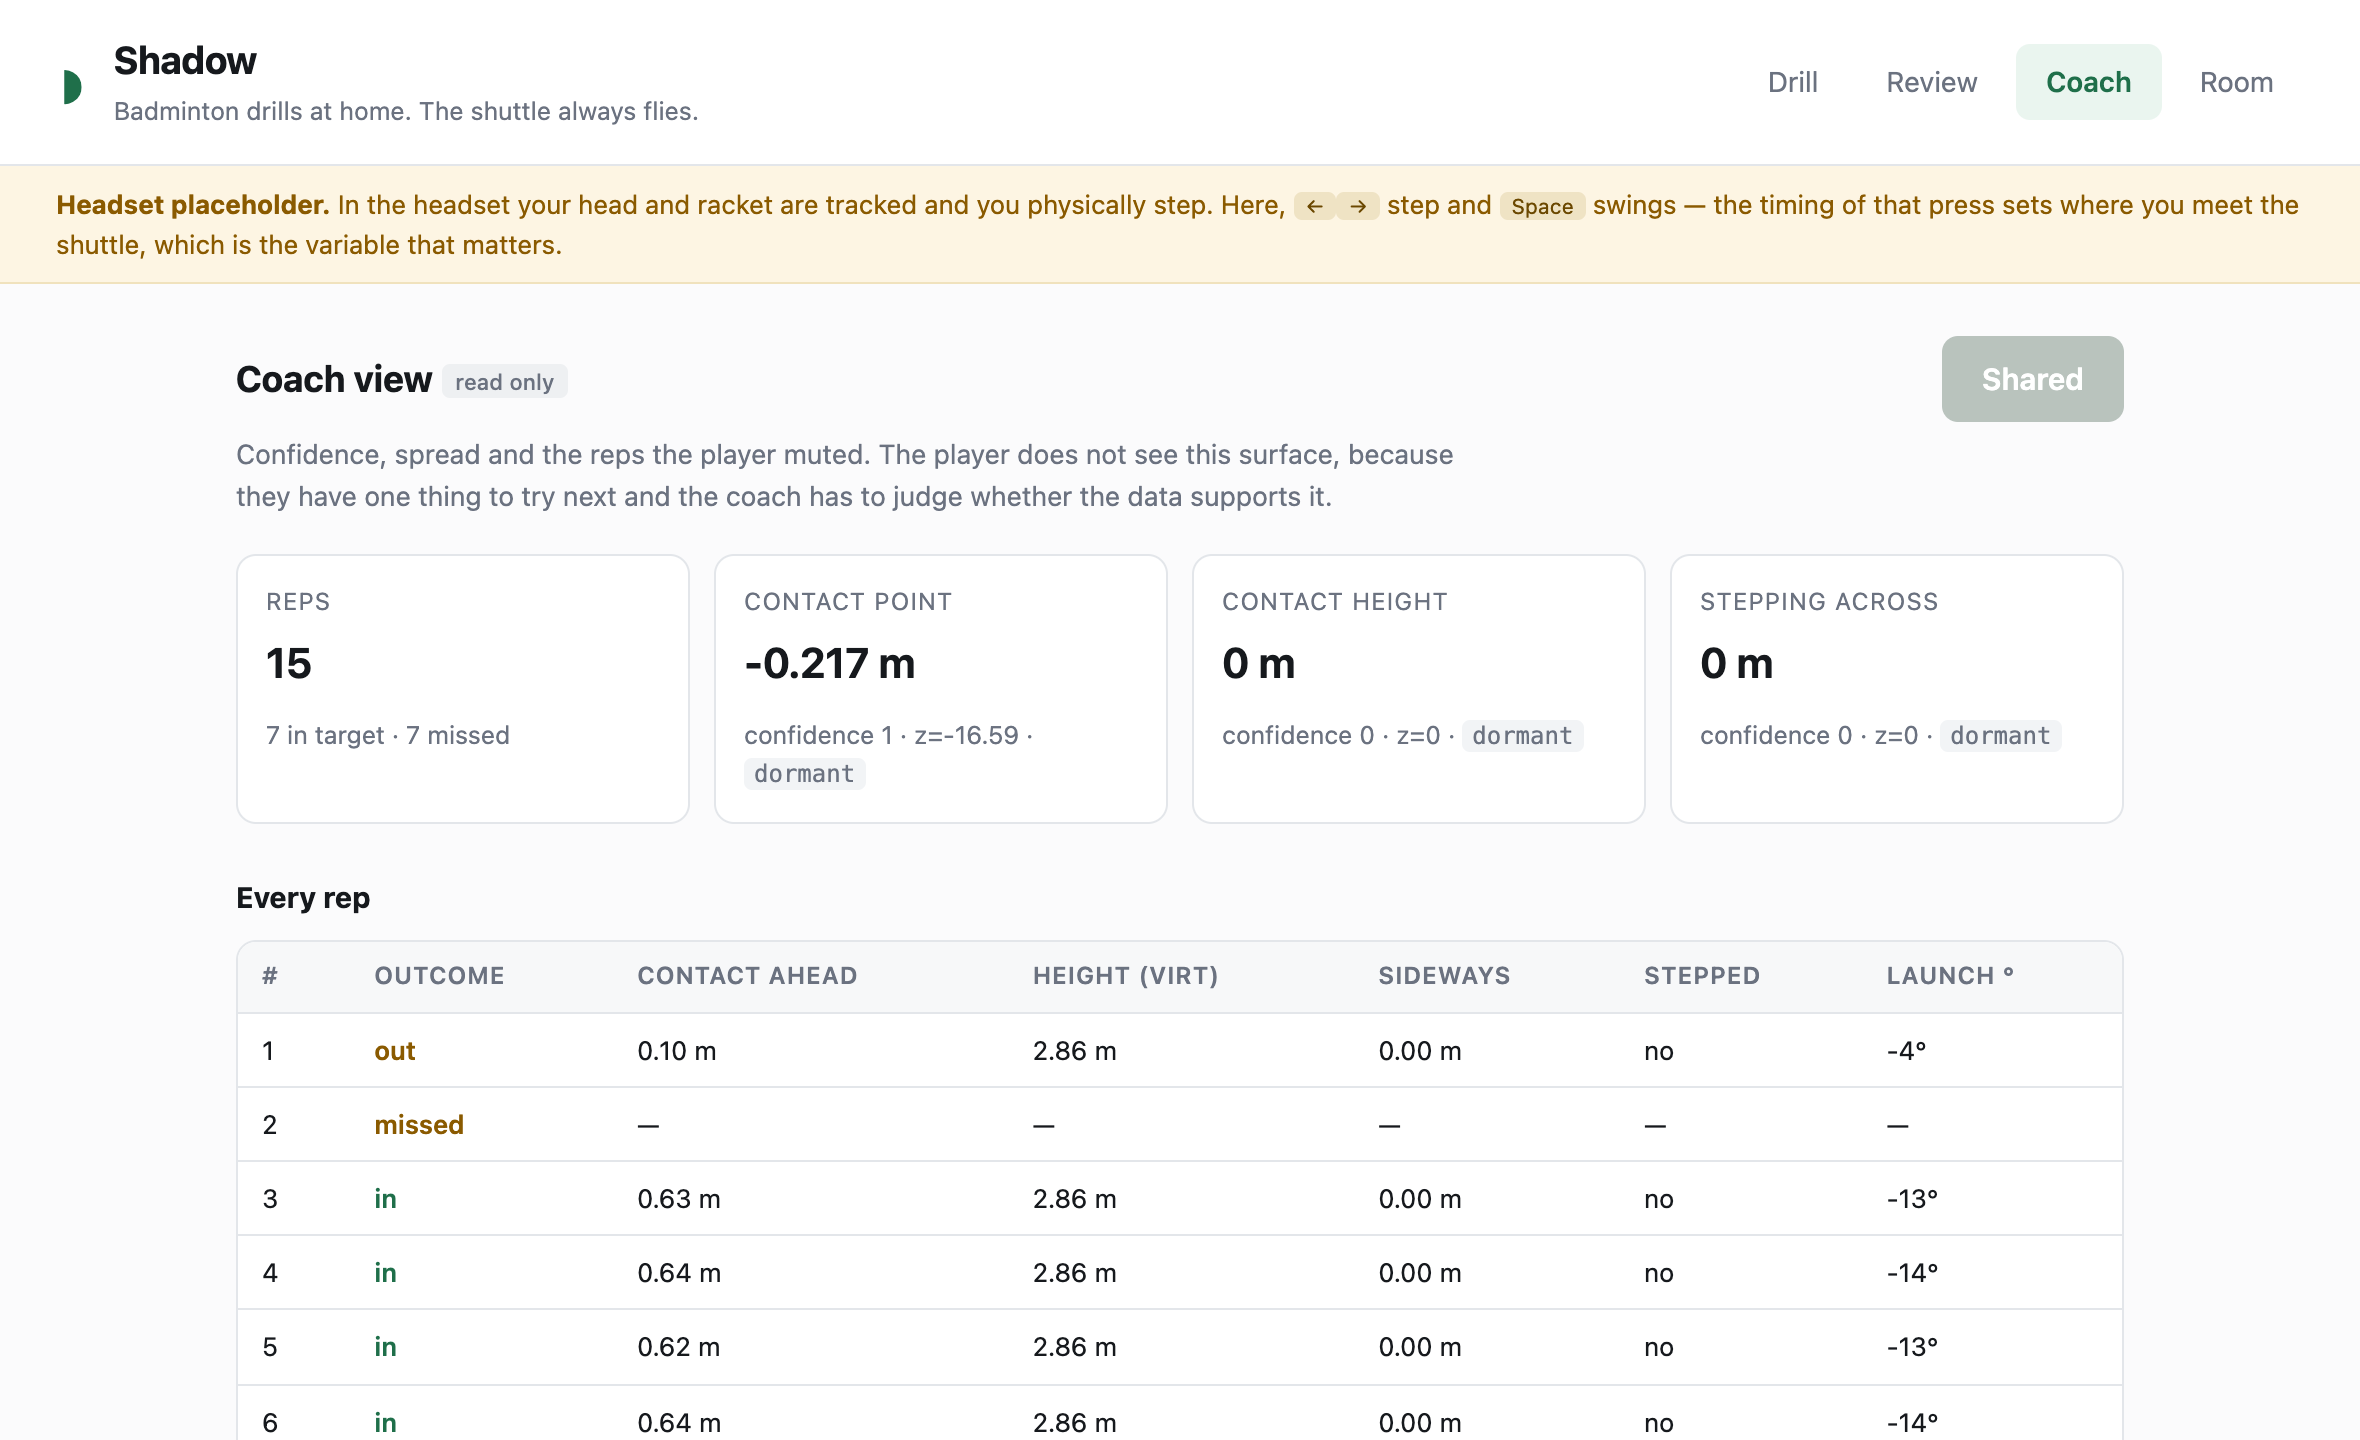 Shadow
Badminton drills at home. The shuttle always flies.
Drill Review Coach Room
Headset placeholder. In the headset your head and racket are tracked and you physically step. Here, ← → step and Space swings — the timing of that press sets where you meet the
shuttle, which is the variable that matters.
Coach view read only
Shared
Confidence, spread and the reps the player muted. The player does not see this surface, because
they have one thing to try next and the coach has to judge whether the data supports it.
REPS
15
7 in target · 7 missed
CONTACT POINT
-0.217 m
confidence 1 · z=-16.59 ·
dormant
CONTACT HEIGHT
0 m
confidence 0 · z=0 · dormant
STEPPING ACROSS
0 m
confidence 0 · z=0 · dormant
Every rep
# OUTCOME CONTACT AHEAD HEIGHT (VIRT) SIDEWAYS STEPPED LAUNCH °
1 out 0.10 m 2.86 m 0.00 m no -4°
2 missed — — — — —
3 in 0.63 m 2.86 m 0.00 m no -13°
4 in 0.64 m 2.86 m 0.00 m no -14°
5 in 0.62 m 2.86 m 0.00 m no -13°
6 in 0.64 m 2.86 m 0.00 m no -14°